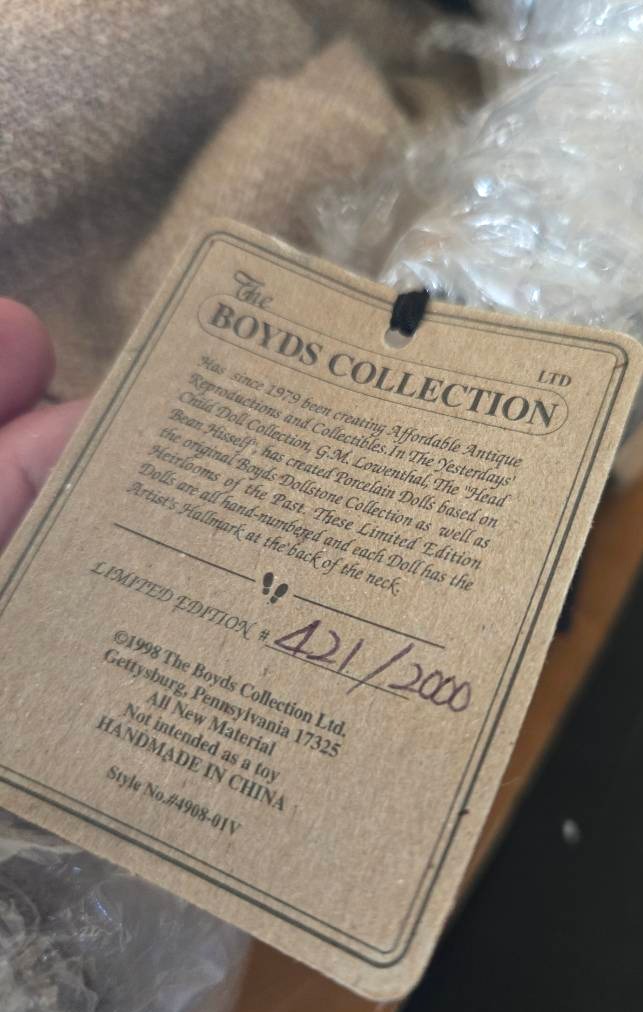 The
BOYDS COLLECTION
LTD
Has since 1979 been creating Affordable Antique
Reproductions and Collectibles. In The Yesterdays'
Child Doll Collection, G.M. Lowenthal, The "Head
Bean Hisself" has created Porcelain Dolls based on
the original Boyds Dollstone Collection as well as
Heirlooms of the Past. These Limited Edition
Dolls are all hand-numbered and each Doll has the
Artist's Hallmark at the back of the neck.
LIMITED EDITION # 421/2000
©1998 The Boyds Collection Ltd.
Gettysburg, Pennsylvania 17325
All New Material
Not intended as a toy
HANDMADE IN CHINA
Style No.#4908-01V